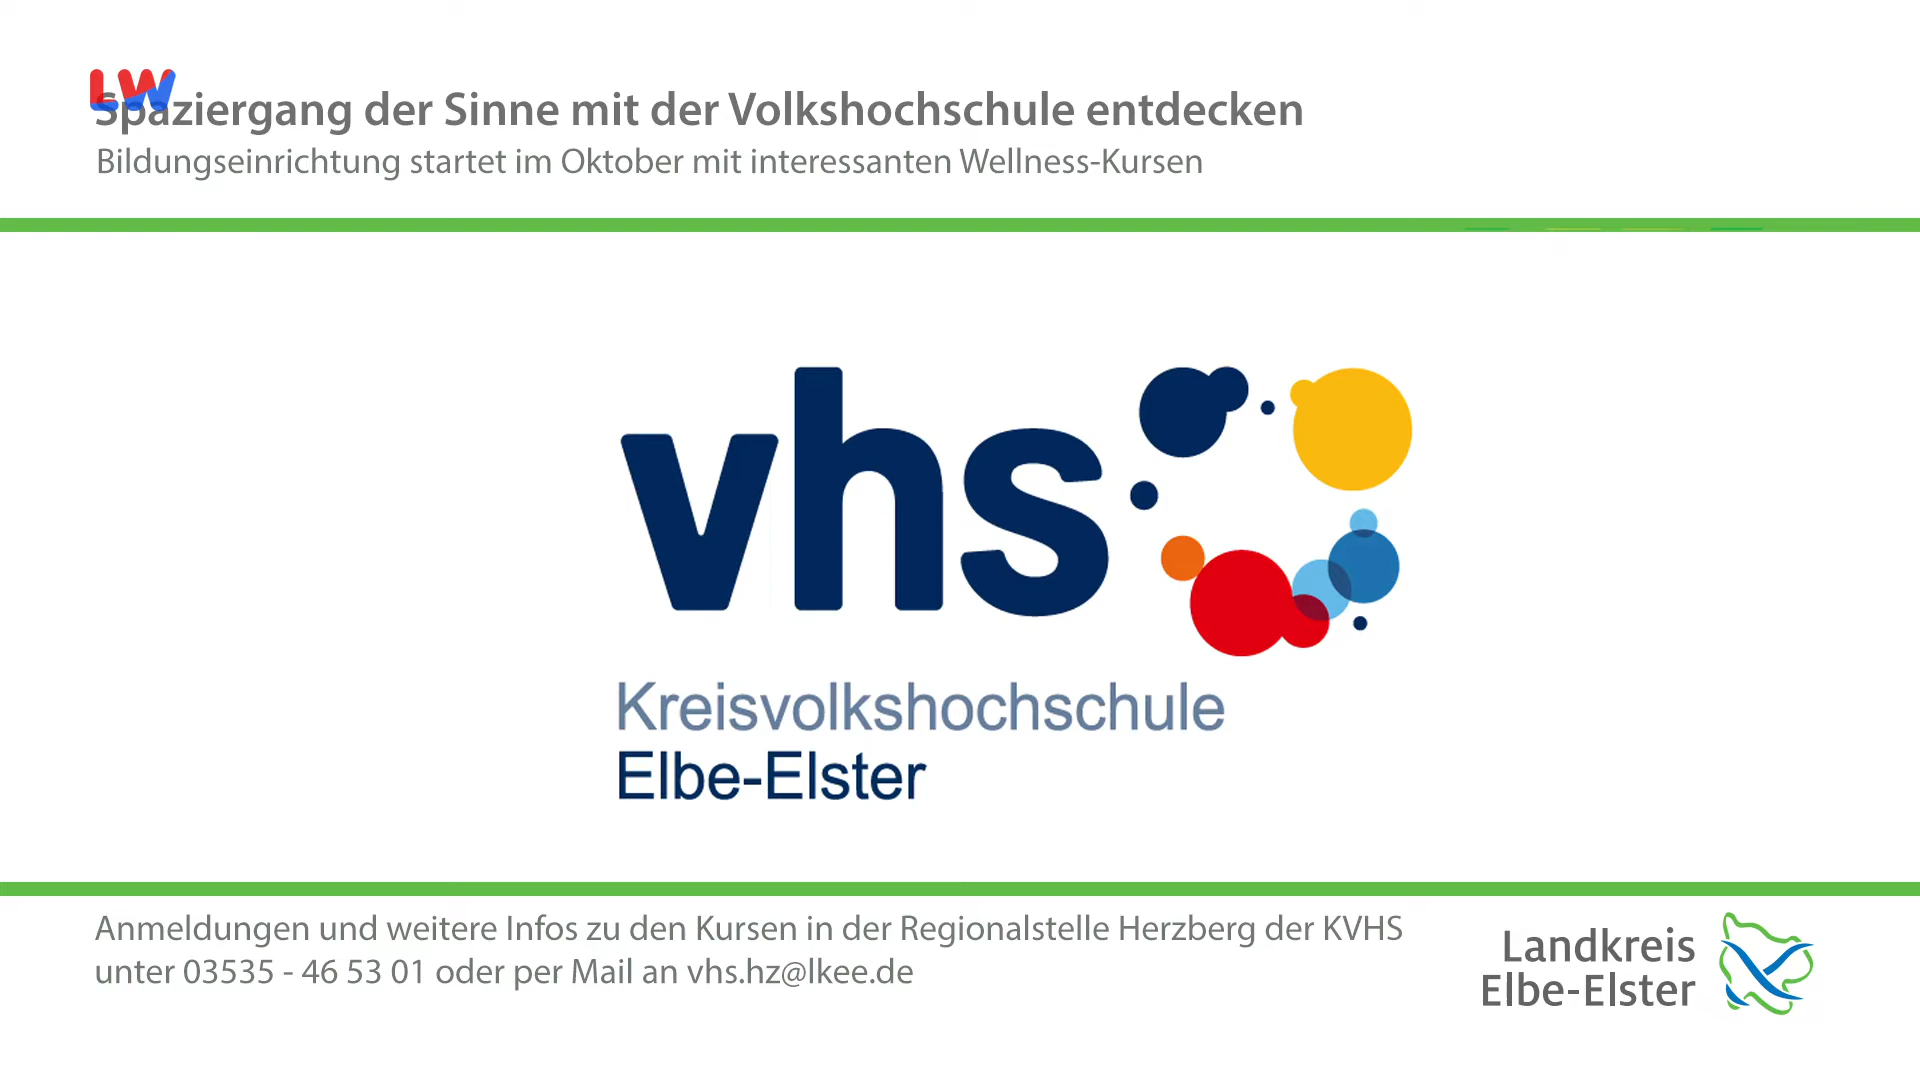 LW
Spaziergang der Sinne mit der Volkshochschule entdecken
Bildungseinrichtung startet im Oktober mit interessanten Wellness-Kursen
vhs
Kreisvolkshochschule
Elbe-Elster
Anmeldungen und weitere Infos zu den Kursen in der Regionalstelle Herzberg der KVHS
unter 03535 - 46 53 01 oder per Mail an vhs.hz@lkee.de
Landkreis
Elbe-Elster